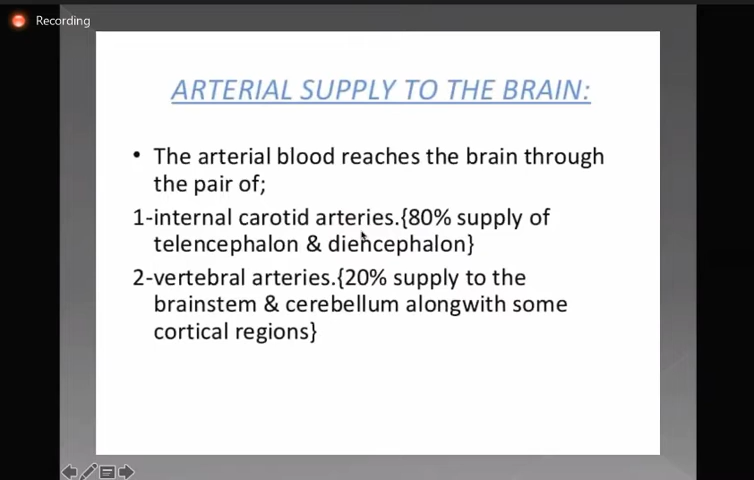 Recording
ARTERIAL SUPPLY TO THE BRAIN:
• The arterial blood reaches the brain through
the pair of;
1-internal carotid arteries.{80% supply of
telencephalon & diencephalon}
2-vertebral arteries.{20% supply to the
brainstem & cerebellum alongwith some
cortical regions}